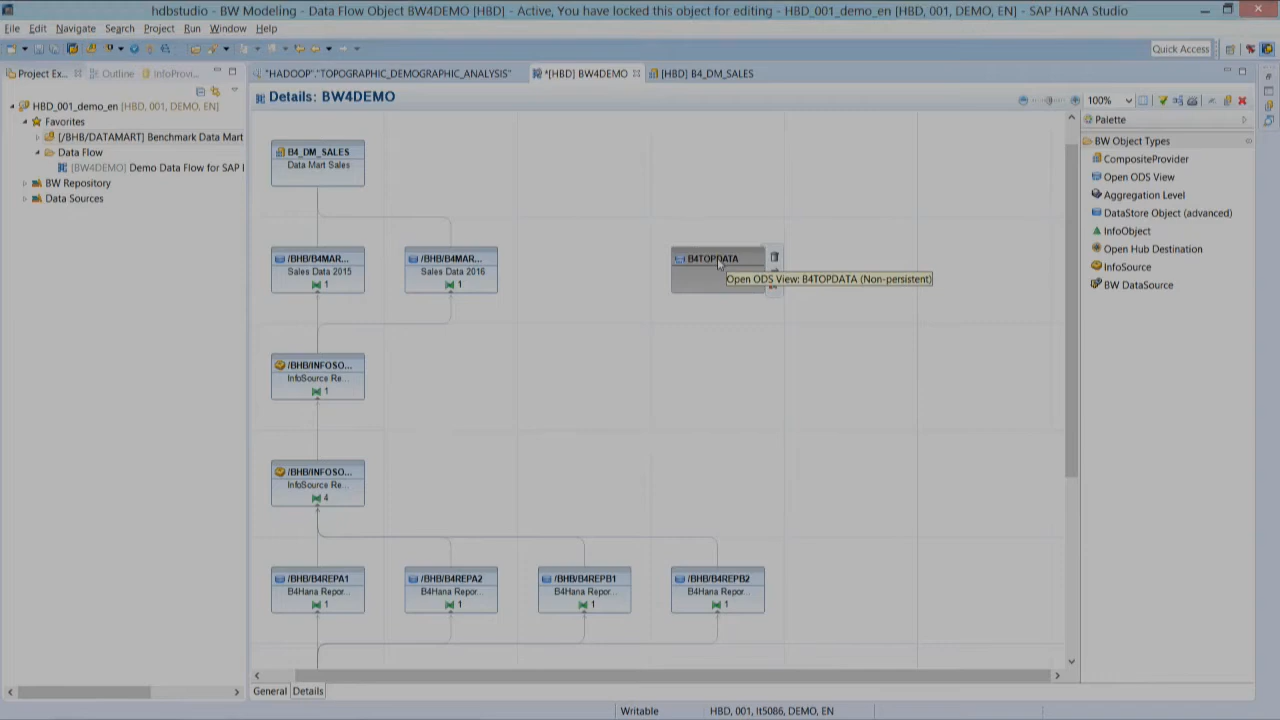 hdbstudio - BW Modeling - Data Flow Object BW4DEMO [HBD] - Active, You have locked this object for editing - HBD_001_demo_en [HBD, 001, DEMO, EN] - SAP HANA Studio
File Edit Navigate Search Project Run Window Help
Quick Access
Project Ex... Outline InfoProvi...
"HADOOP"."TOPOGRAPHIC_DEMOGRAPHIC_ANALYSIS" *[HBD] BW4DEMO [HBD] B4_DM_SALES
Details: BW4DEMO
100%
HBD_001_demo_en [HBD, 001, DEMO, EN]
Favorites
[/BHB/DATAMART] Benchmark Data Mart
Data Flow
[BW4DEMO] Demo Data Flow for SAP I
BW Repository
Data Sources
B4_DM_SALES
Data Mart Sales
/BHB/B4MAR...
Sales Data 2015
1
/BHB/B4MAR...
Sales Data 2016
1
B4TOPDATA
Open ODS View: B4TOPDATA (Non-persistent)
/BHB/INFOSO...
InfoSource Re...
1
/BHB/INFOSO...
InfoSource Re...
4
/BHB/B4REPA1
B4Hana Repor...
1
/BHB/B4REPA2
B4Hana Repor...
1
/BHB/B4REPB1
B4Hana Repor...
1
/BHB/B4REPB2
B4Hana Repor...
1
Palette
BW Object Types
CompositeProvider
Open ODS View
Aggregation Level
DataStore Object (advanced)
InfoObject
Open Hub Destination
InfoSource
BW DataSource
General Details
Writable HBD, 001, lt5086, DEMO, EN